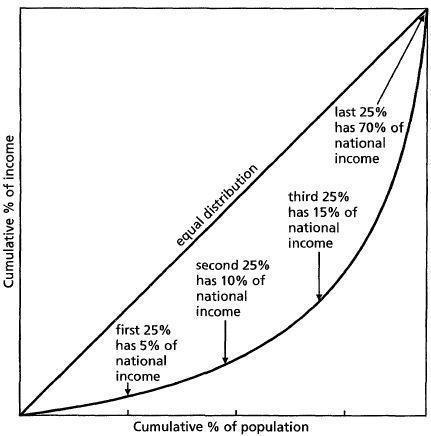 last 25%
has 70% of
national
income
equal distribution
third 25%
has 15% of
national
income
second 25%
has 10% of
national
income
first 25%
has 5% of
national
income
Cumulative % of income
Cumulative % of population